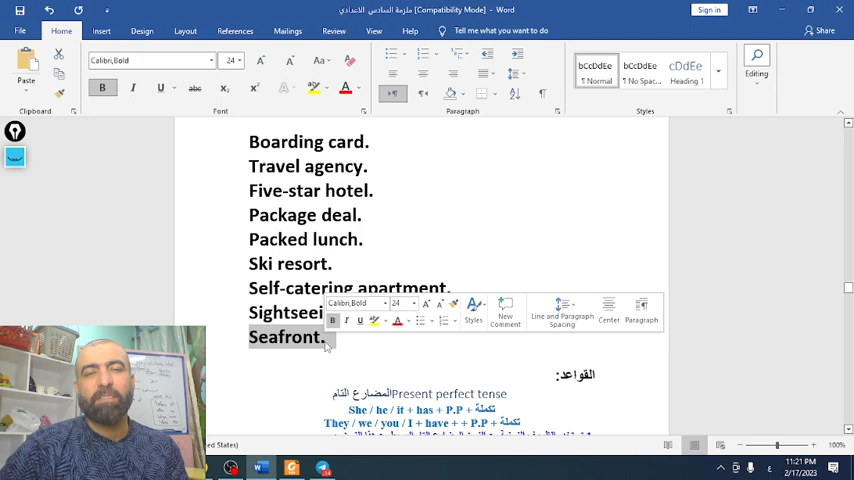 ملزمة السادس الاعدادي [Compatibility Mode] - Word
Sign in
File
Home
Insert
Design
Layout
References
Mailings
Review
View
Help
Tell me what you want to do
Share
Paste
Calibri,Bold
24
Clipboard
Font
Paragraph
Styles
bCcDdEe
bCcDdEe
cDdEe
¶ Normal
¶ No Spac...
Heading 1
Editing
Boarding card.
Travel agency.
Five-star hotel.
Package deal.
Packed lunch.
Ski resort.
Self-catering apartment.
Sightseei
Seafront.
Calibri,Bold
24
Styles
New Comment
Line and Paragraph Spacing
Center
Paragraph
القواعد:
Present perfect tense المضارع التام
She / he / it + has + P.P + تكملة
They / we / you / I + have + + P.P + تكملة
d States)
100%
11:21 PM
2/17/2023